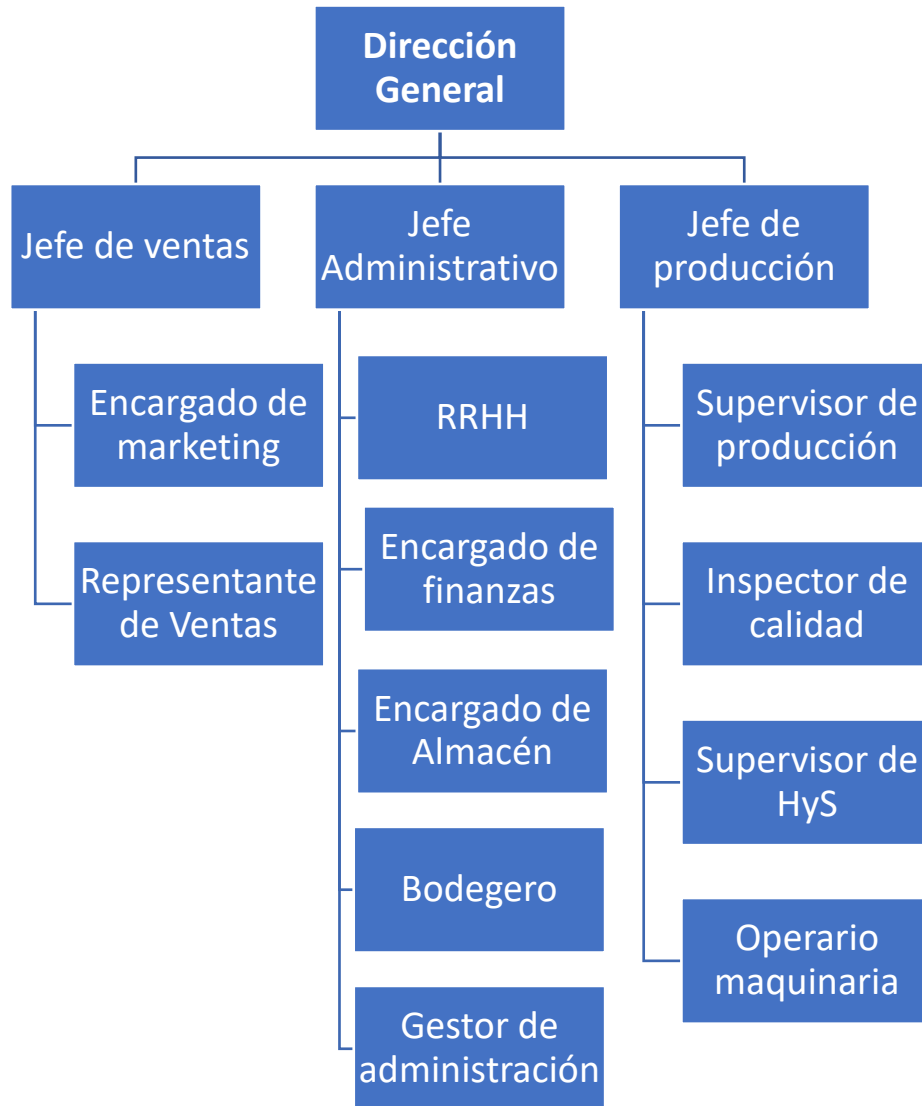 Dirección
General
Jefe de ventas
Jefe
Administrativo
Jefe de
producción
Encargado de
marketing
Representante
de Ventas
RRHH
Encargado de
finanzas
Encargado de
Almacén
Bodegero
Gestor de
administración
Supervisor de
producción
Inspector de
calidad
Supervisor de
HyS
Operario
maquinaria